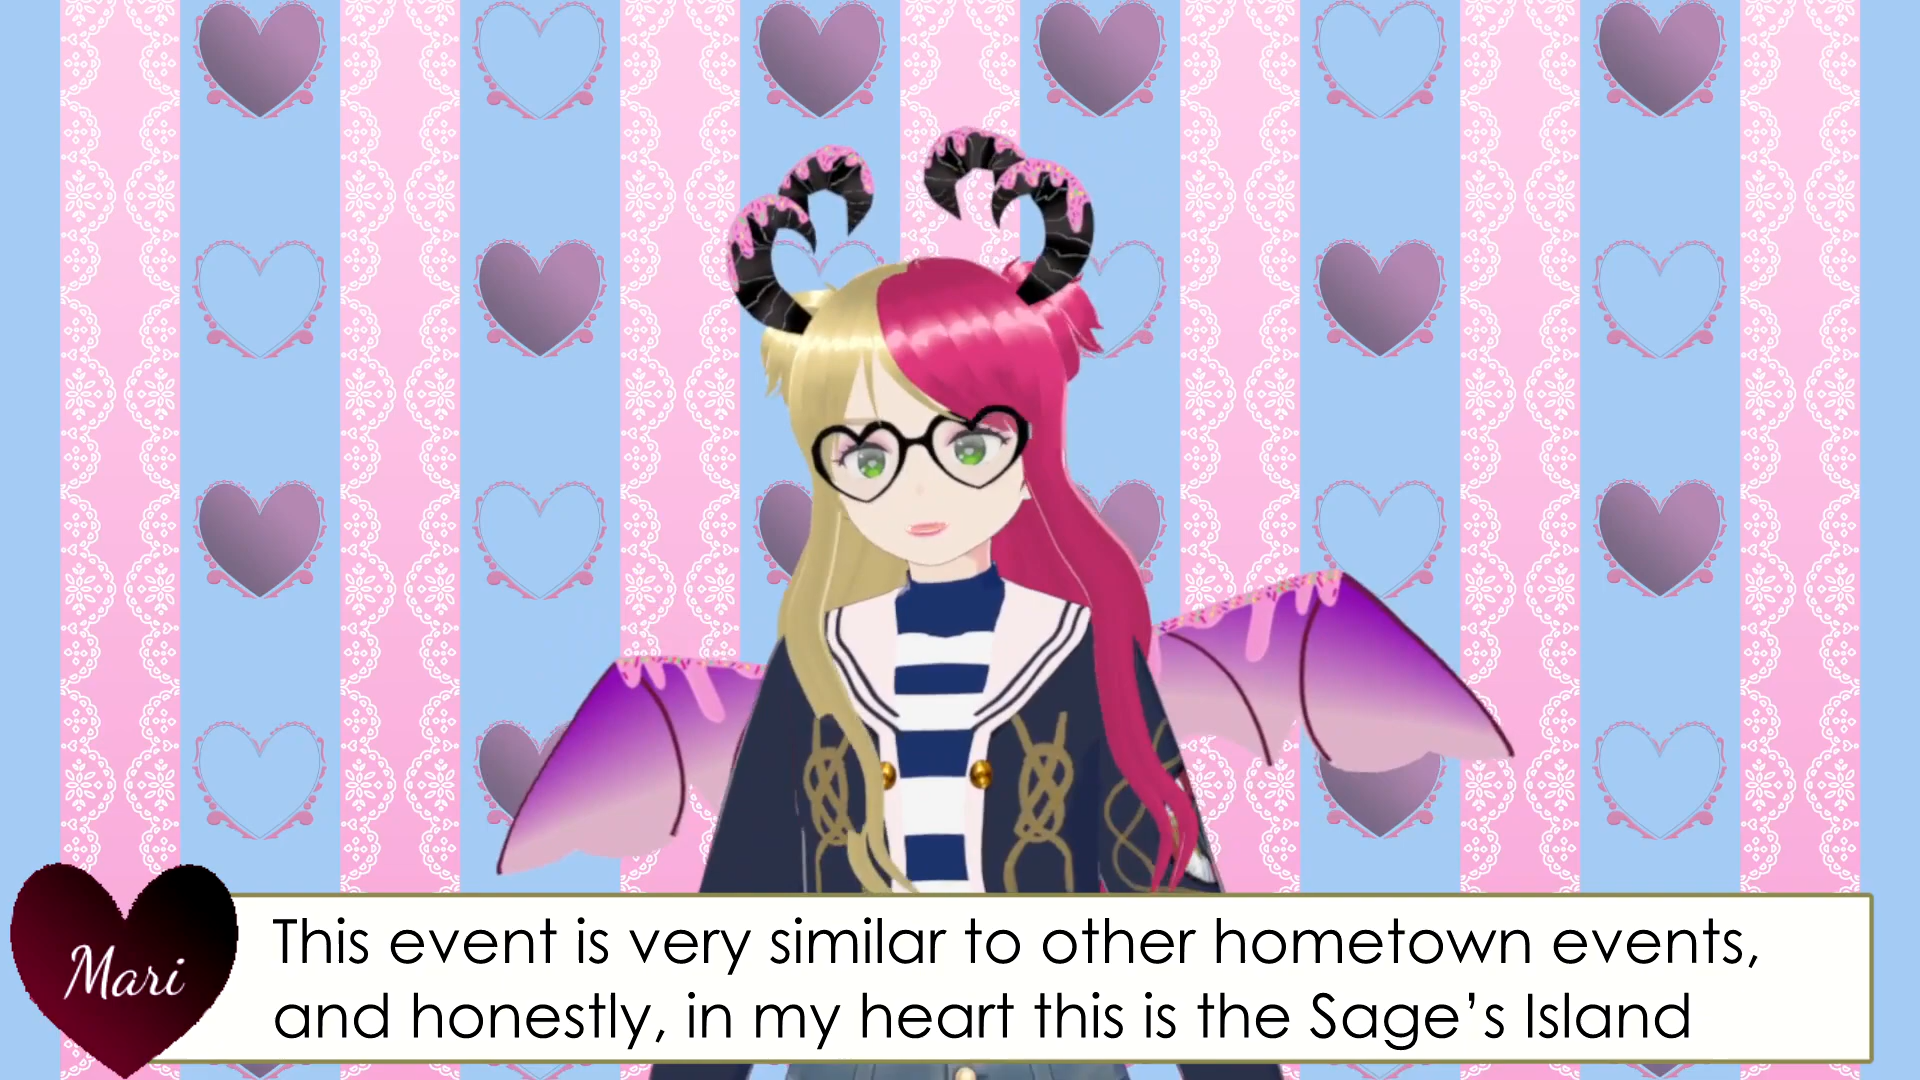 Mari
This event is very similar to other hometown events,
and honestly, in my heart this is the Sage’s Island